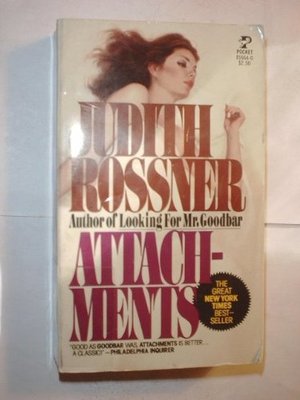 POCKET
$2.50
JUDITH
ROSSNER
Author of Looking For Mr. Goodbar
ATTACH-
MENTS
THE
GREAT
NEW YORK
TIMES
BEST-
SELLER
"GOOD AS GOODBAR WAS, ATTACHMENTS IS BETTER. . .
A CLASSIC!" —PHILADELPHIA INQUIRER